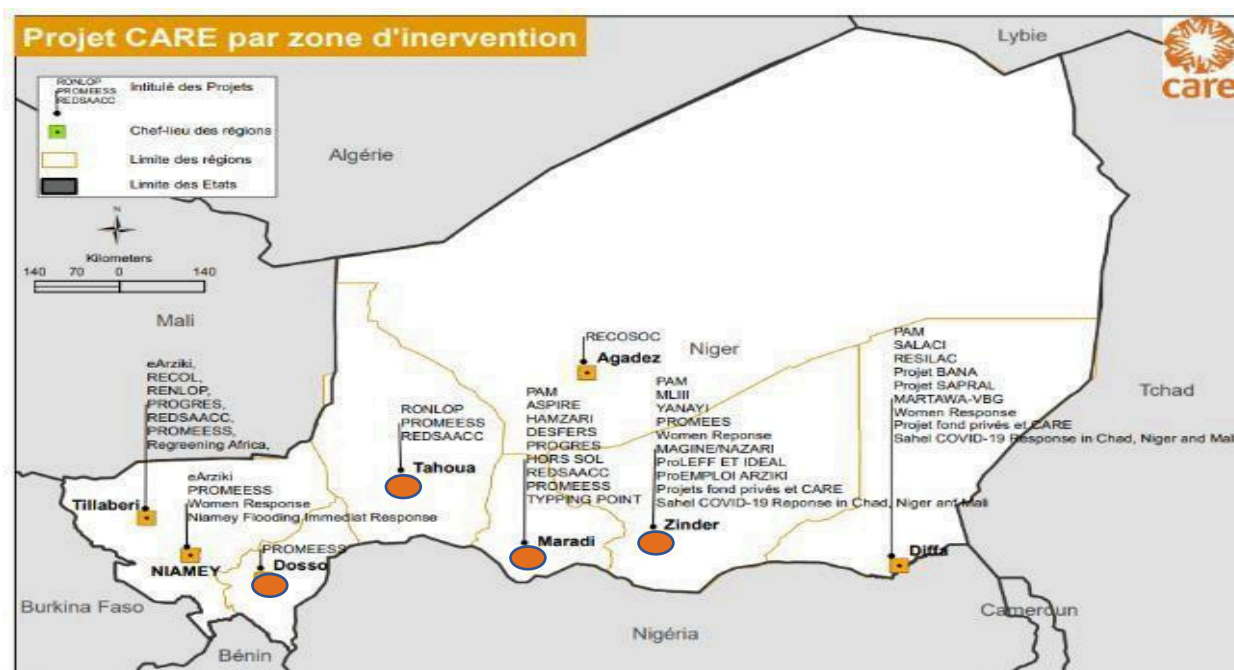 Projet CARE par zone d'inervention
care
RONLOP
PROMEESS
REDSAACC
Intitulé des Projets
Chef-lieu des régions
Limite des régions
Limite des Etats
N
Kilometers
140 70 0 140
Lybie
Algérie
Mali
Niger
Tchad
Burkina Faso
Bénin
Nigéria
Cameroun
eArziki,
RECOL,
RENLOP,
PROGRES,
REDSAACC,
PROMEESS,
Regreening Africa,
Tillaberi
eArziki
PROMEESS
Women Response
Niamey Flooding Immediat Response
NIAMEY
PROMEESS
Dosso
RONLOP
PROMEESS
REDSAACC
Tahoua
RECOSOC
Agadez
PAM
ASPIRE
HAMZARI
DESFERS
PROGRES
HORS SOL
REDSAACC
PROMEESS
TYPPING POINT
Maradi
PAM
MLIII
YANAYI
PROMEES
Women Reponse
MAGINE/NAZARI
ProLEFF ET IDEAL
ProEMPLOI ARZIKI
Projets fond privés et CARE
Sahel COVID-19 Reponse in Chad, Niger ant Mali
Zinder
PAM
SALACI
RESILAC
Projet BANA
Projet SAPRAL
MARTAWA-VBG
Women Response
Projet fond privés et CARE
Sahel COVID-19 Response in Chad, Niger and Mali
Diffa